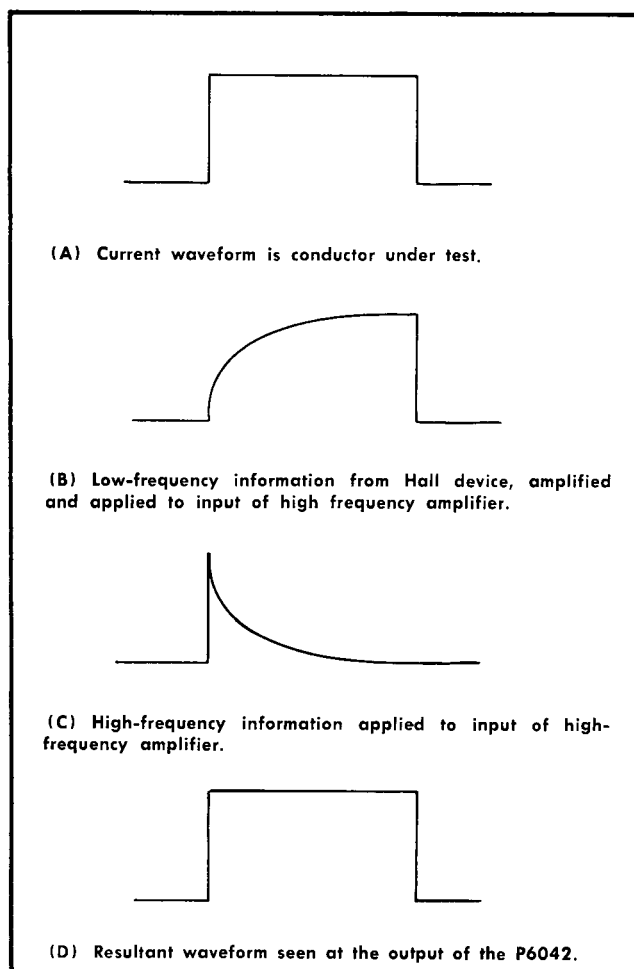 (A) Current waveform is conductor under test.
(B) Low-frequency information from Hall device, amplified
and applied to input of high frequency amplifier.
(C) High-frequency information applied to input of high-
frequency amplifier.
(D) Resultant waveform seen at the output of the P6042.